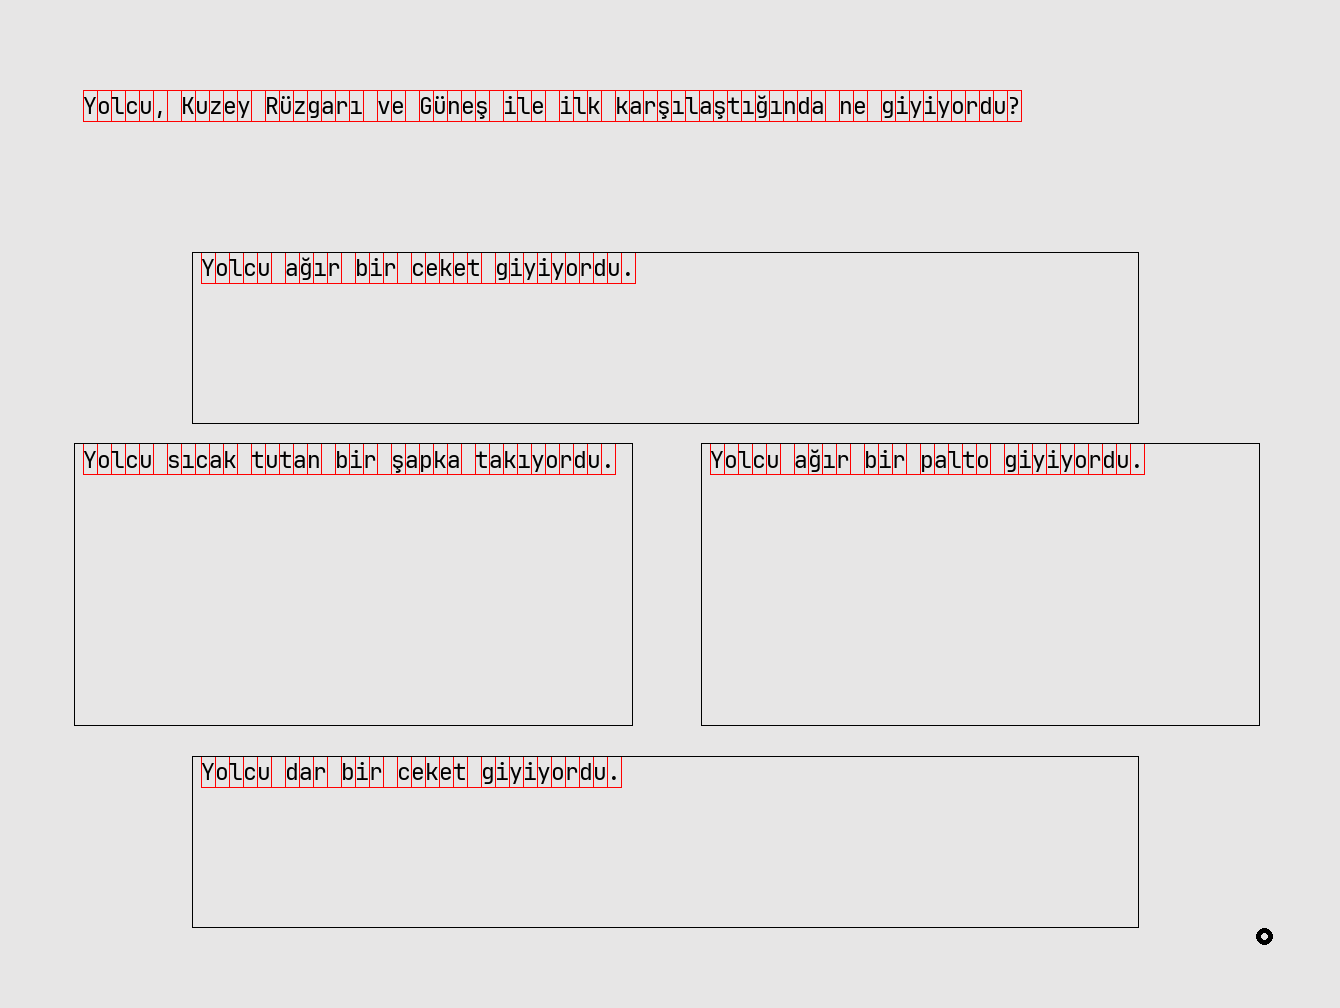 Yolcu, Kuzey Rüzgarı ve Güneş ile ilk karşılaştığında ne giyiyordu?
Yolcu ağır bir ceket giyiyordu.
Yolcu sıcak tutan bir şapka takıyordu.
Yolcu ağır bir palto giyiyordu.
Yolcu dar bir ceket giyiyordu.